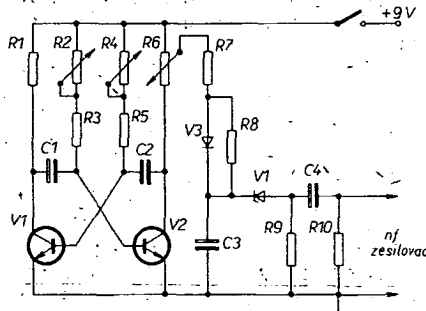 +9V
R1
R2
R4
R6
R7
R3
R5
V3
R8
C1
C2
V1
C4
V1
V2
C3
R9
R10
nf
zesilovač